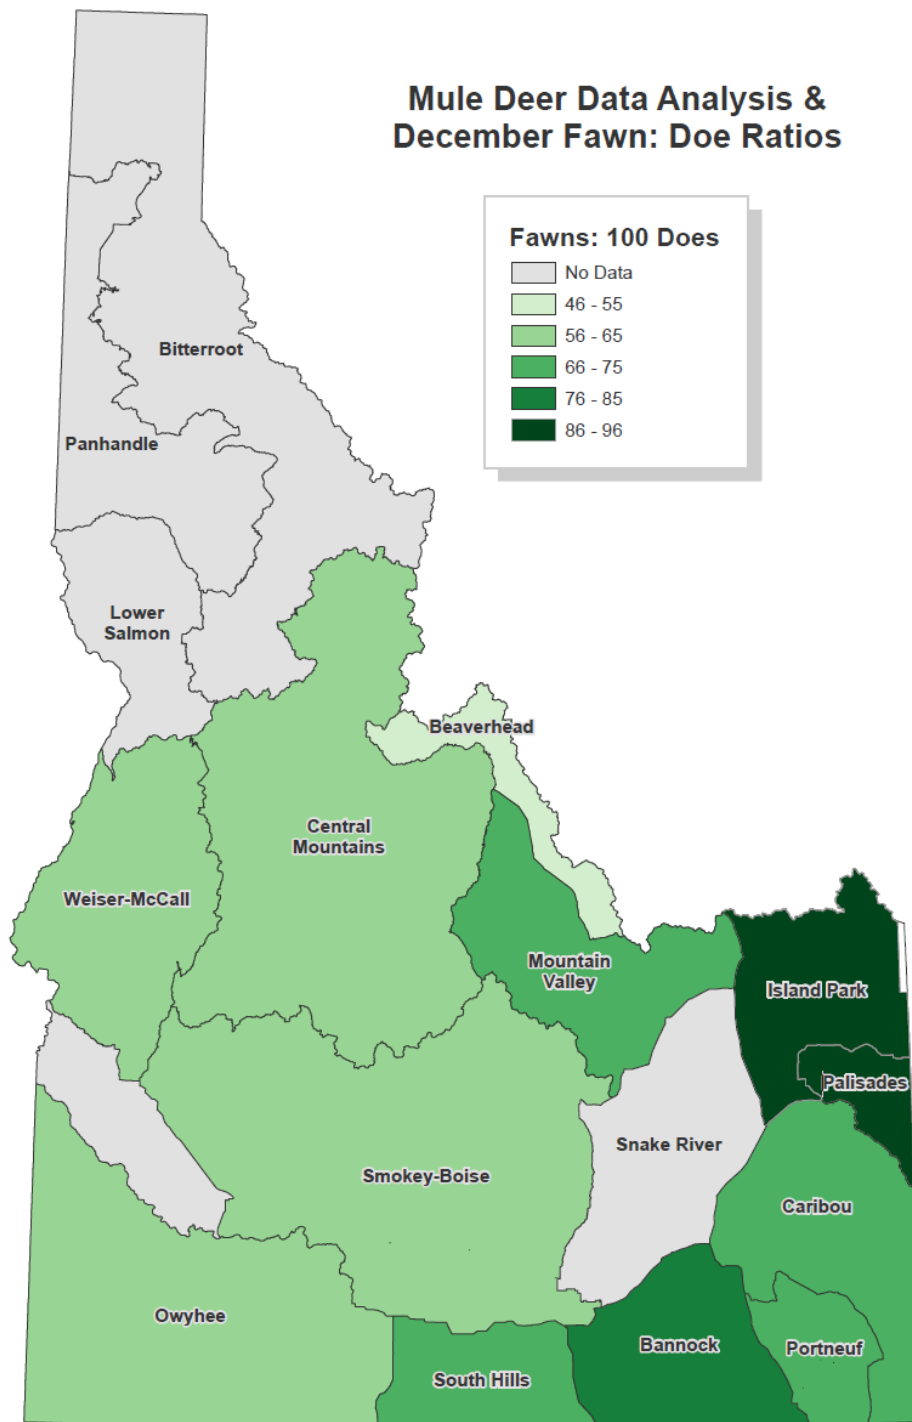 Mule Deer Data Analysis &
December Fawn: Doe Ratios
Fawns: 100 Does
No Data
46 - 55
56 - 65
66 - 75
76 - 85
86 - 96
Bitterroot
Panhandle
Lower
Salmon
Beaverhead
Central
Mountains
Weiser-McCall
Mountain
Valley
Island Park
Palisades
Snake River
Smokey-Boise
Caribou
Owyhee
Bannock
Portneuf
South Hills